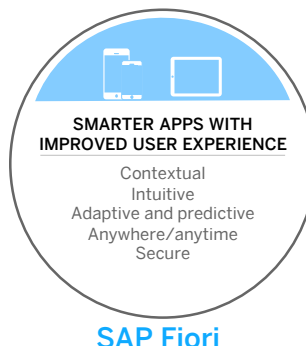 SMARTER APPS WITH
IMPROVED USER EXPERIENCE
Contextual
Intuitive
Adaptive and predictive
Anywhere/anytime
Secure
SAP Fiori